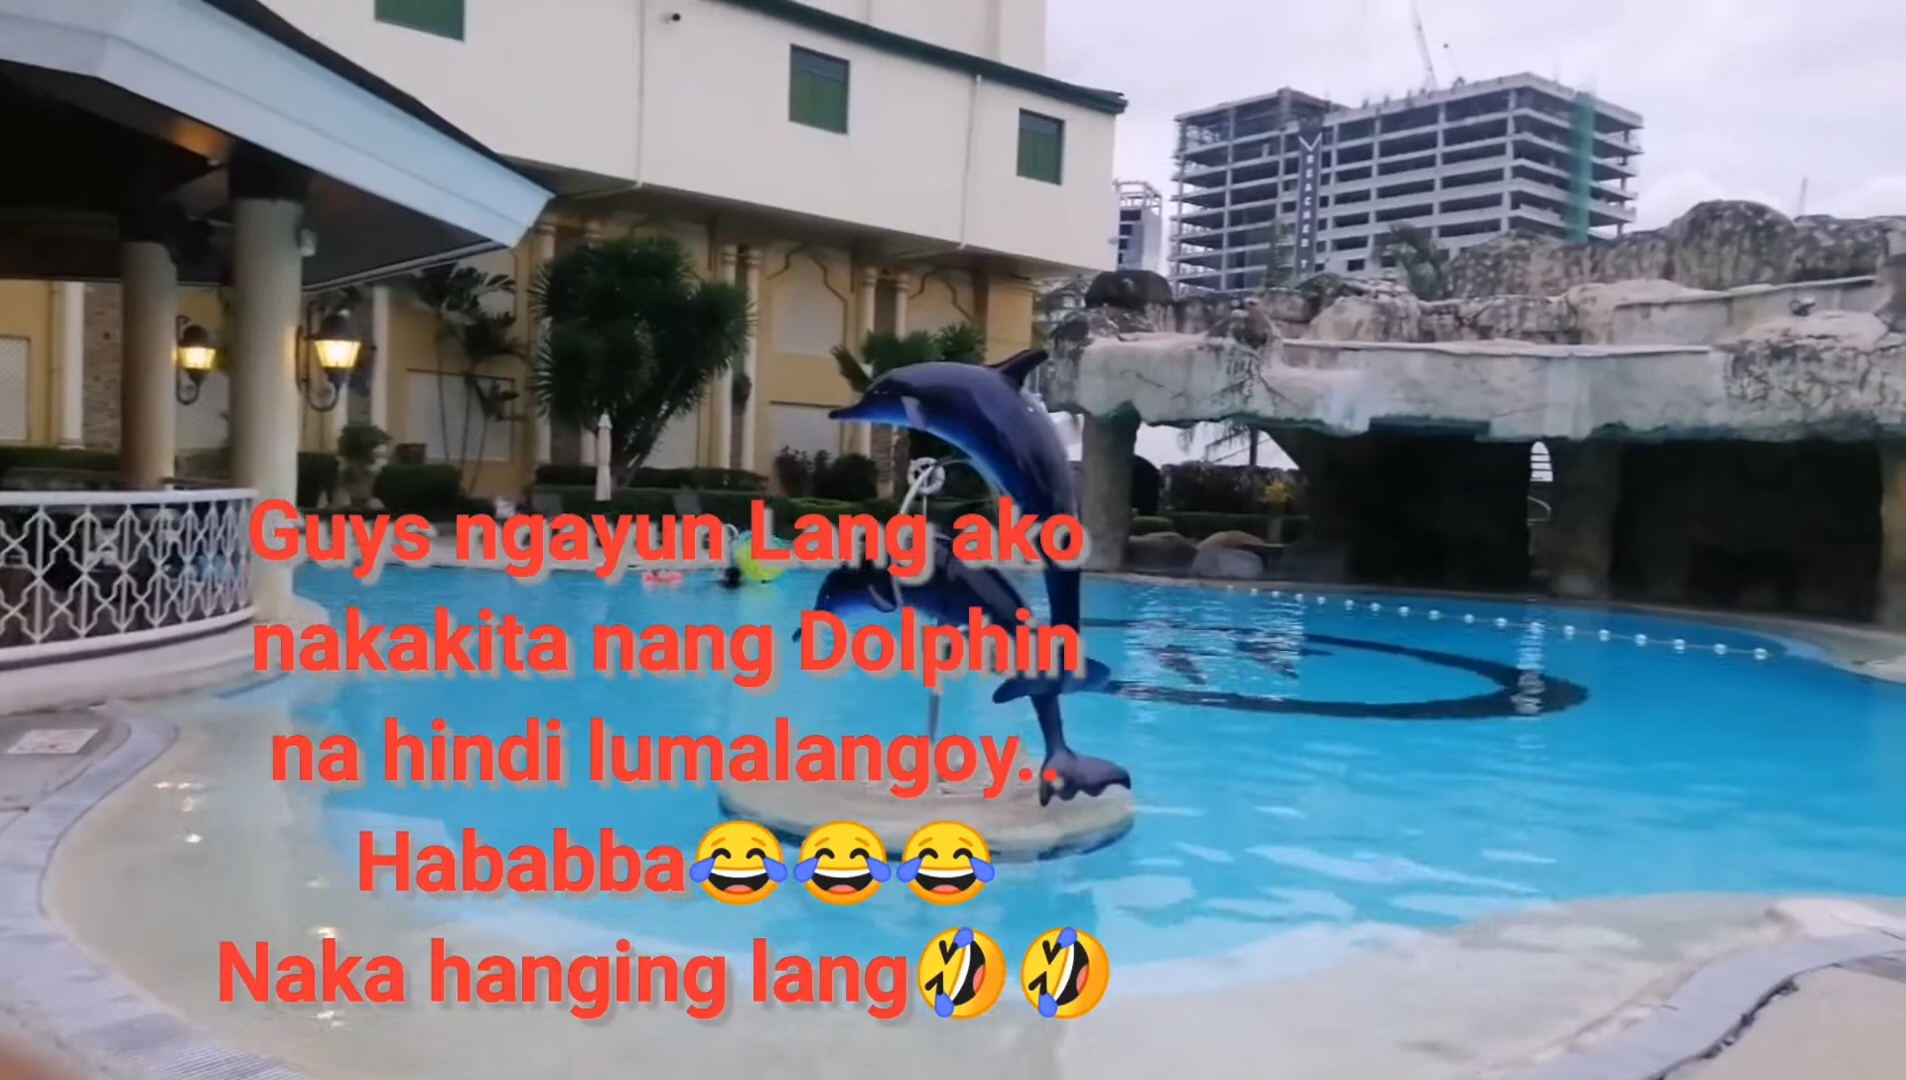 Guys ngayun Lang ako
nakakita nang Dolphin
na hindi lumalangoy..
Hababba😂😂😂
Naka hanging lang🤣🤣